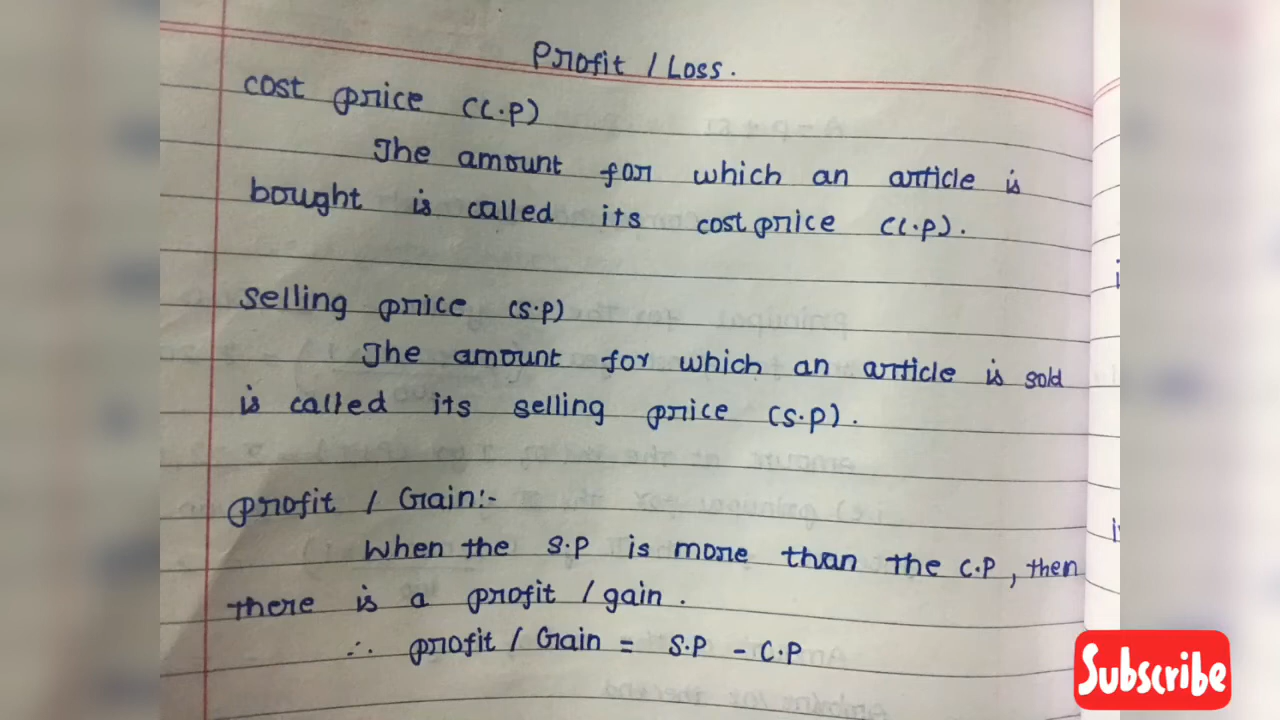 Profit / Loss.
cost price (C.P)
The amount for which an article is
bought is called its cost price (C.P).
selling price (S.P)
The amount for which an article is sold
is called its selling price (S.P).
profit / Gain:-
When the S.P is more than the C.P, then
there is a profit / gain.
∴ profit / Gain = S.P - C.P
Subscribe